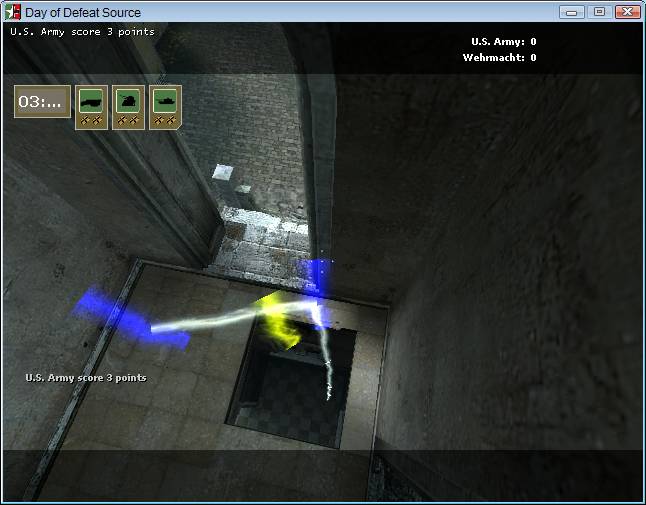 Day of Defeat Source
U.S. Army score 3 points
U.S. Army: 0
Wehrmacht: 0
03:...
U.S. Army score 3 points